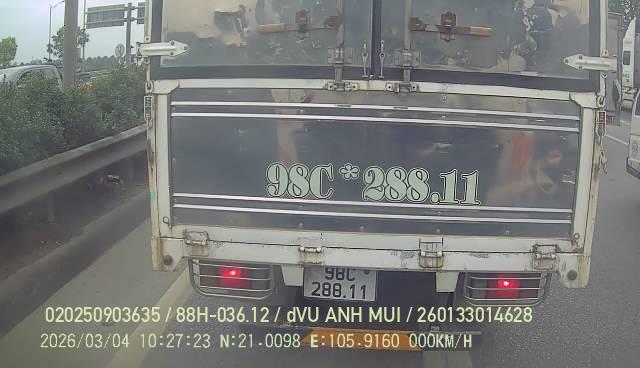 98C*288.11
98C
288.11
020250903635 / 88H-036.12 / dVU ANH MUI / 260133014628
2026/03/04 10:27:23 N:21.0098 E:105.9160 000KM/H